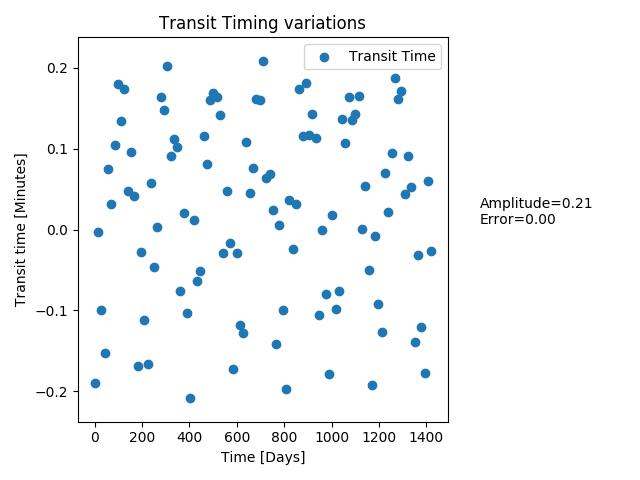 Transit Timing variations
Transit Time
0.2
0.1
0.0
−0.1
−0.2
Transit time [Minutes]
0
200
400
600
800
1000
1200
1400
Time [Days]
Amplitude=0.21
Error=0.00